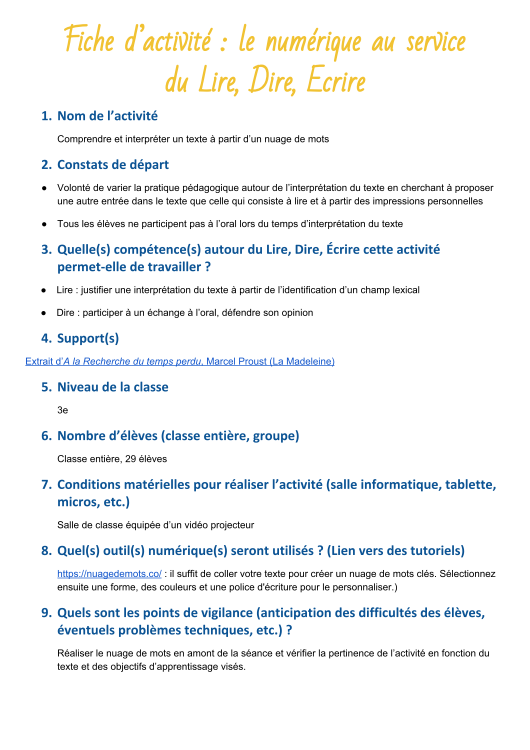 Fiche d'activité : le numérique au service
du Lire, Dire, Ecrire
1. Nom de l'activité
Comprendre et interpréter un texte à partir d'un nuage de mots
2. Constats de départ
● Volonté de varier la pratique pédagogique autour de l'interprétation du texte en cherchant à proposer
une autre entrée dans le texte que celle qui consiste à lire et à partir des impressions personnelles
● Tous les élèves ne participent pas à l'oral lors du temps d'interprétation du texte
3. Quelle(s) compétence(s) autour du Lire, Dire, Écrire cette activité
permet-elle de travailler ?
● Lire : justifier une interprétation du texte à partir de l'identification d'un champ lexical
● Dire : participer à un échange à l'oral, défendre son opinion
4. Support(s)
Extrait d'A la Recherche du temps perdu, Marcel Proust (La Madeleine)
5. Niveau de la classe
3e
6. Nombre d'élèves (classe entière, groupe)
Classe entière, 29 élèves
7. Conditions matérielles pour réaliser l'activité (salle informatique, tablette,
micros, etc.)
Salle de classe équipée d'un vidéo projecteur
8. Quel(s) outil(s) numérique(s) seront utilisés ? (Lien vers des tutoriels)
https://nuagedemots.co/ : il suffit de coller votre texte pour créer un nuage de mots clés. Sélectionnez
ensuite une forme, des couleurs et une police d'écriture pour le personnaliser.)
9. Quels sont les points de vigilance (anticipation des difficultés des élèves,
éventuels problèmes techniques, etc.) ?
Réaliser le nuage de mots en amont de la séance et vérifier la pertinence de l'activité en fonction du
texte et des objectifs d'apprentissage visés.